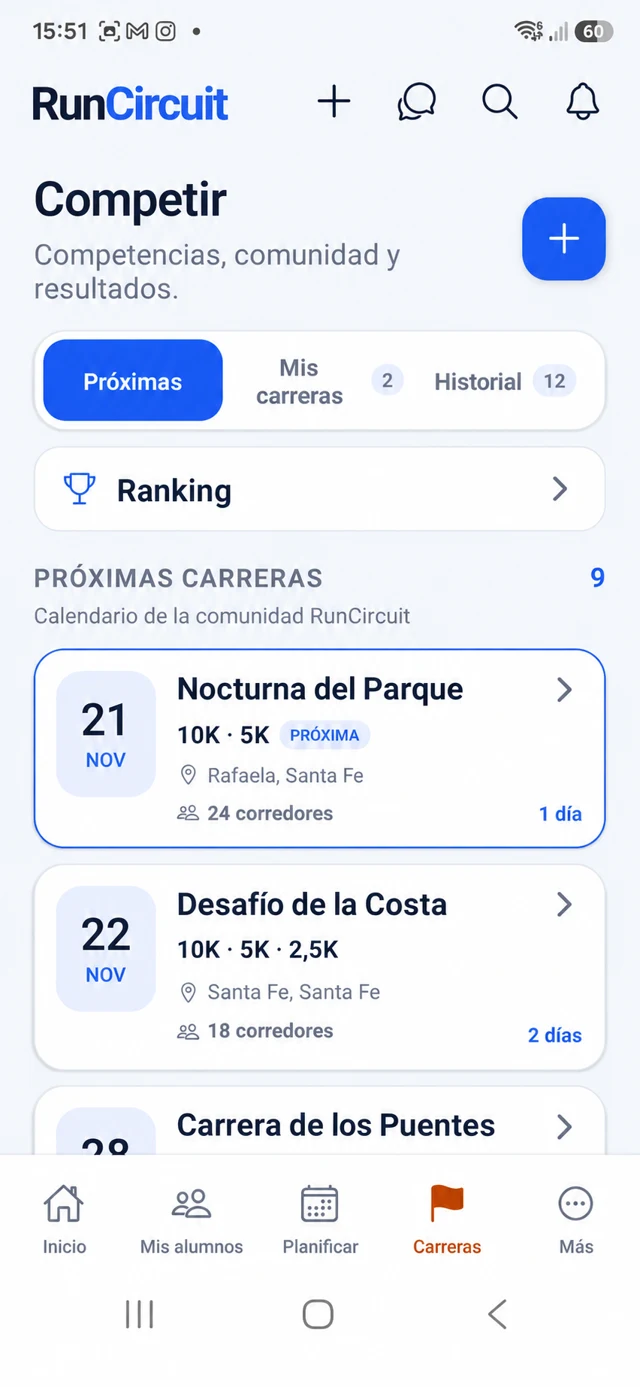 15:51
60
RunCircuit
Competir
Competencias, comunidad y
resultados.
Próximas
Mis
carreras
2
Historial
12
Ranking
PRÓXIMAS CARRERAS
9
Calendario de la comunidad RunCircuit
21
NOV
Nocturna del Parque
10K · 5K
PRÓXIMA
Rafaela, Santa Fe
24 corredores
1 día
22
NOV
Desafío de la Costa
10K · 5K · 2,5K
Santa Fe, Santa Fe
18 corredores
2 días
28
Carrera de los Puentes
Inicio
Mis alumnos
Planificar
Carreras
Más